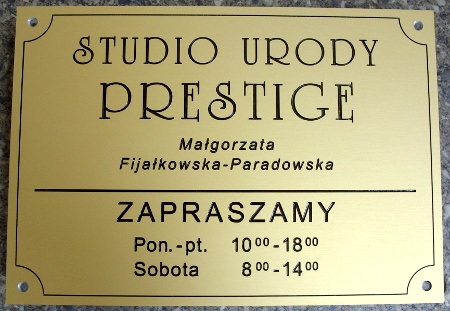 STUDIO URODY
PRESTIGE
Małgorzata
Fijałkowska-Paradowska
ZAPRASZAMY
Pon.-pt. 10⁰⁰-18⁰⁰
Sobota 8⁰⁰-14⁰⁰